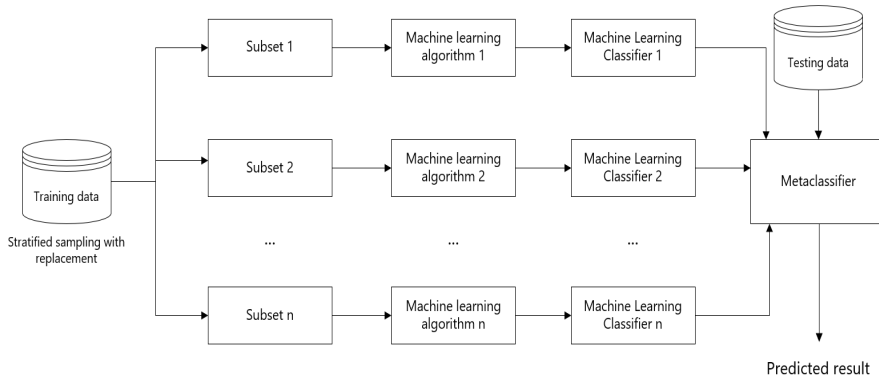 Subset 1
Machine learning
algorithm 1
Machine Learning
Classifier 1
Testing data
Training data
Stratified sampling with
replacement
Subset 2
Machine learning
algorithm 2
Machine Learning
Classifier 2
Metaclassifier
...
...
...
Subset n
Machine learning
algorithm n
Machine Learning
Classifier n
Predicted result